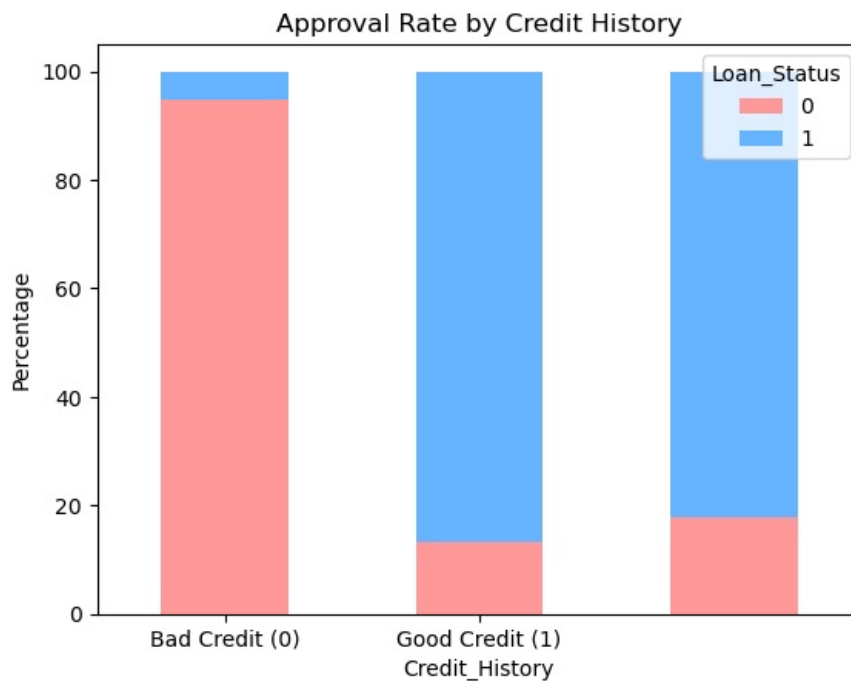 Approval Rate by Credit History
Loan_Status
0
1
100
80
60
40
20
0
Percentage
Bad Credit (0)
Good Credit (1)
Credit_History